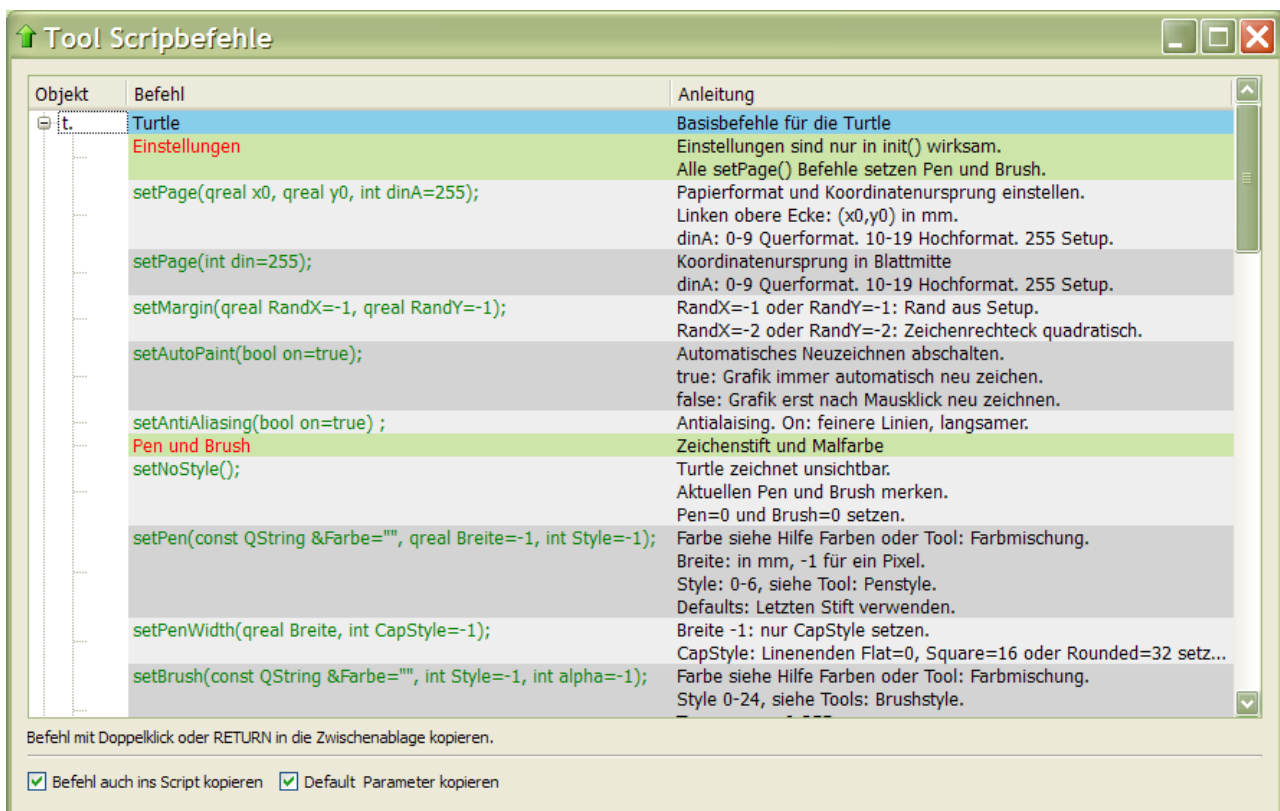 Tool Scripbefehle
Objekt Befehl Anleitung
t. Turtle Basisbefehle für die Turtle
Einstellungen Einstellungen sind nur in init() wirksam.
Alle setPage() Befehle setzen Pen und Brush.
setPage(qreal x0, qreal y0, int dinA=255); Papierformat und Koordinatenursprung einstellen.
Linken obere Ecke: (x0,y0) in mm.
dinA: 0-9 Querformat. 10-19 Hochformat. 255 Setup.
setPage(int din=255); Koordinatenursprung in Blattmitte
dinA: 0-9 Querformat. 10-19 Hochformat. 255 Setup.
setMargin(qreal RandX=-1, qreal RandY=-1); RandX=-1 oder RandY=-1: Rand aus Setup.
RandX=-2 oder RandY=-2: Zeichenrechteck quadratisch.
setAutoPaint(bool on=true); Automatisches Neuzeichnen abschalten.
true: Grafik immer automatisch neu zeichen.
false: Grafik erst nach Mausklick neu zeichnen.
setAntiAliasing(bool on=true) ; Antialaising. On: feinere Linien, langsamer.
Pen und Brush Zeichenstift und Malfarbe
setNoStyle(); Turtle zeichnet unsichtbar.
Aktuellen Pen und Brush merken.
Pen=0 und Brush=0 setzen.
setPen(const QString &Farbe="", qreal Breite=-1, int Style=-1); Farbe siehe Hilfe Farben oder Tool: Farbmischung.
Breite: in mm, -1 für ein Pixel.
Style: 0-6, siehe Tool: Penstyle.
Defaults: Letzten Stift verwenden.
setPenWidth(qreal Breite, int CapStyle=-1); Breite -1: nur CapStyle setzen.
CapStyle: Linenenden Flat=0, Square=16 oder Rounded=32 setz...
setBrush(const QString &Farbe="", int Style=-1, int alpha=-1); Farbe siehe Hilfe Farben oder Tool: Farbmischung.
Style 0-24, siehe Tools: Brushstyle.
Befehl mit Doppelklick oder RETURN in die Zwischenablage kopieren.
Befehl auch ins Script kopieren Default Parameter kopieren